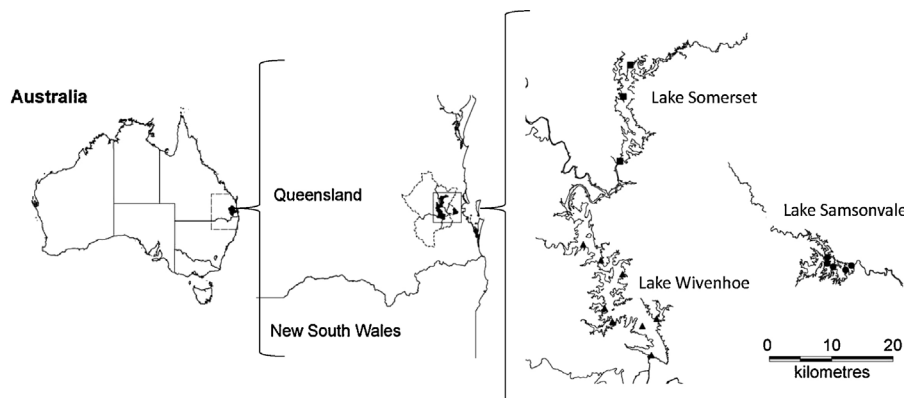 Australia
Queensland
New South Wales
Lake Somerset
Lake Samsonvale
Lake Wivenhoe
0 10 20
kilometres